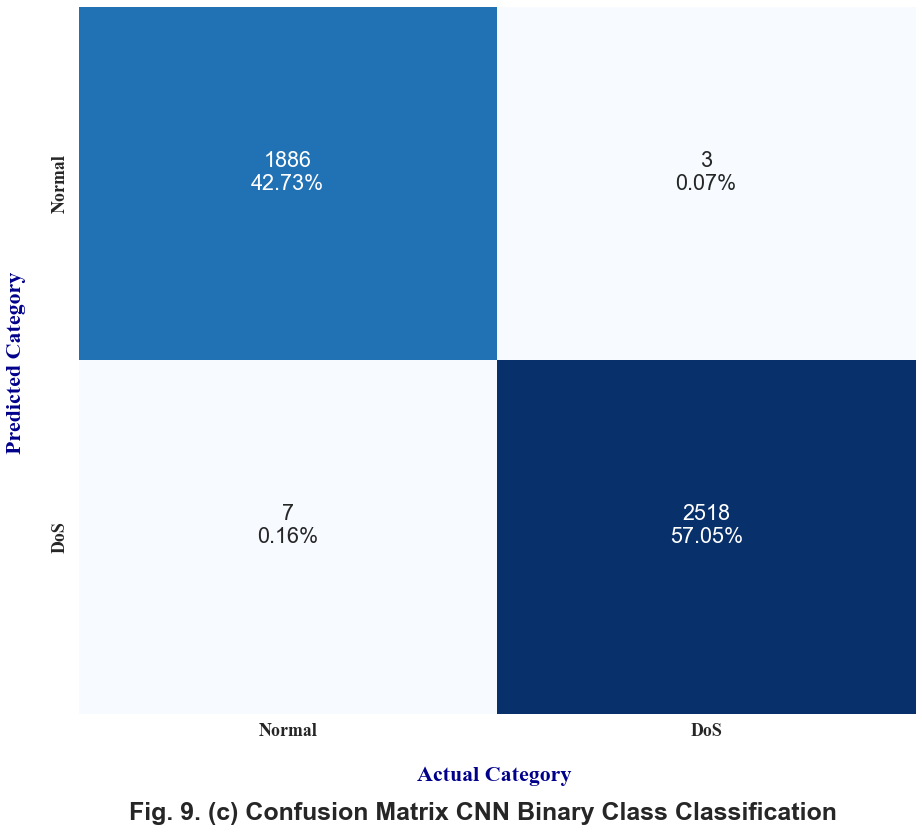 Predicted Category
Normal
1886
42.73%
3
0.07%
DoS
7
0.16%
2518
57.05%
Normal
DoS
Actual Category
Fig. 9. (c) Confusion Matrix CNN Binary Class Classification